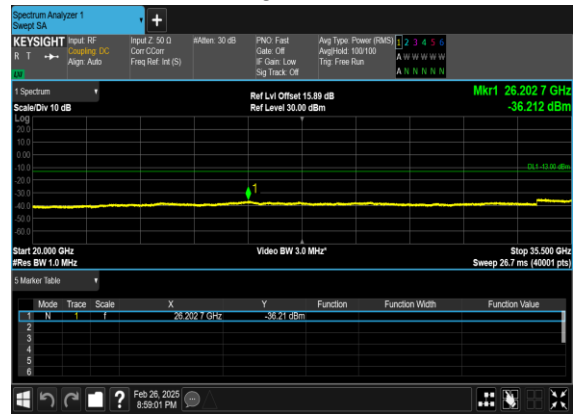 Spectrum Analyzer 1
Swept SA
+
KEYSIGHT Input: RF Input Z: 50 Ω #Atten: 30 dB PNO: Fast Avg Type: Power (RMS) 1 2 3 4 5 6
R T Coupling: DC Corr CCorr Gate: Off Avg|Hold: 100/100 A W W W W W
Align: Auto Freq Ref: Int (S) IF Gain: Low Trig: Free Run
LW Sig Track: Off A N N N N N
1 Spectrum Ref Lvl Offset 15.89 dB Mkr1 26.202 7 GHz
Scale/Div 10 dB Ref Level 30.00 dBm -36.212 dBm
Log
20.0
10.0
0.00
-10.0 DL1 -13.00 dBm
-20.0
-30.0 1
-40.0
-50.0
-60.0
Start 20.000 GHz Video BW 3.0 MHz* Stop 35.500 GHz
#Res BW 1.0 MHz Sweep 26.7 ms (40001 pts)
5 Marker Table
Mode Trace Scale X Y Function Function Width Function Value
1 N 1 f 26.202 7 GHz -36.21 dBm
2
3
4
5
6
? Feb 26, 2025
8:59:01 PM